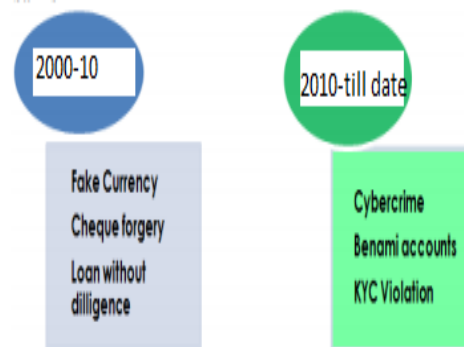 2000-10
Fake Currency
Cheque forgery
Loan without
dilligence
2010-till date
Cybercrime
Benami accounts
KYC Violation